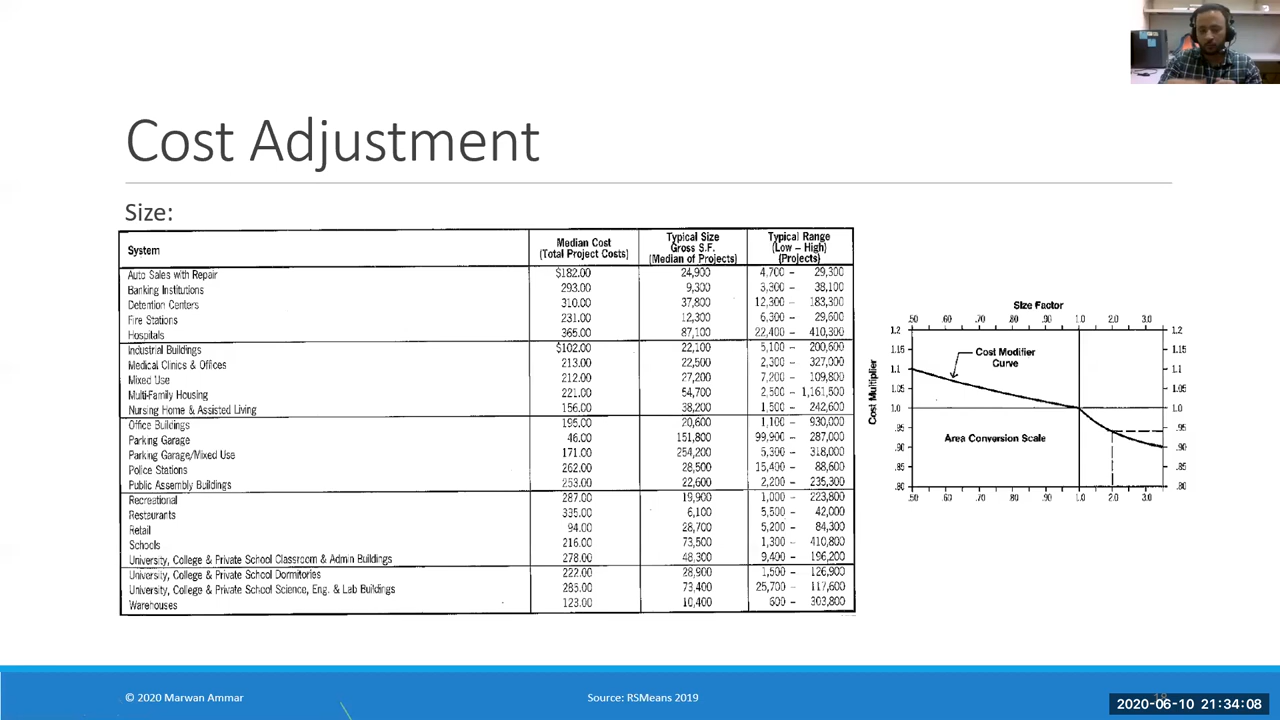 Cost Adjustment
Size:
System Median Cost (Total Project Costs) Typical Size Gross S.F. (Median of Projects) Typical Range (Low – High) (Projects)
Auto Sales with Repair $182.00 24,900 4,700 – 29,300
Banking Institutions 293.00 9,300 3,300 – 38,100
Detention Centers 310.00 37,800 12,300 – 183,300
Fire Stations 231.00 12,300 6,300 – 29,600
Hospitals 365.00 87,100 22,400 – 410,300
Industrial Buildings $102.00 22,100 5,100 – 200,600
Medical Clinics & Offices 213.00 22,500 2,300 – 327,000
Mixed Use 212.00 27,200 7,200 – 109,800
Multi-Family Housing 221.00 54,700 2,500 – 1,161,500
Nursing Home & Assisted Living 156.00 38,200 1,500 – 242,600
Office Buildings 195.00 20,600 1,100 – 930,000
Parking Garage 46.00 151,800 99,900 – 287,000
Parking Garage/Mixed Use 171.00 254,200 5,300 – 318,000
Police Stations 262.00 28,500 15,400 – 88,600
Public Assembly Buildings 253.00 22,600 2,200 – 235,300
Recreational 287.00 19,900 1,000 – 223,800
Restaurants 335.00 6,100 5,500 – 42,000
Retail 94.00 28,700 5,200 – 84,300
Schools 216.00 73,500 1,300 – 410,800
University, College & Private School Classroom & Admin Buildings 278.00 48,300 9,400 – 196,200
University, College & Private School Dormitories 222.00 28,900 1,500 – 126,900
University, College & Private School Science, Eng. & Lab Buildings 285.00 73,400 25,700 – 117,600
Warehouses 123.00 10,400 600 – 303,800
Size Factor
.50 .60 .70 .80 .90 1.0 2.0 3.0
1.2 1.2
1.15 1.15
1.1 1.1
1.05 1.05
1.0 1.0
.95 .95
.90 .90
.85 .85
.80 .80
Cost Multiplier
Cost Modifier
Curve
Area Conversion Scale
.50 .60 .70 .80 .90 1.0 2.0 3.0
© 2020 Marwan Ammar
Source: RSMeans 2019
2020-06-10 21:34:08